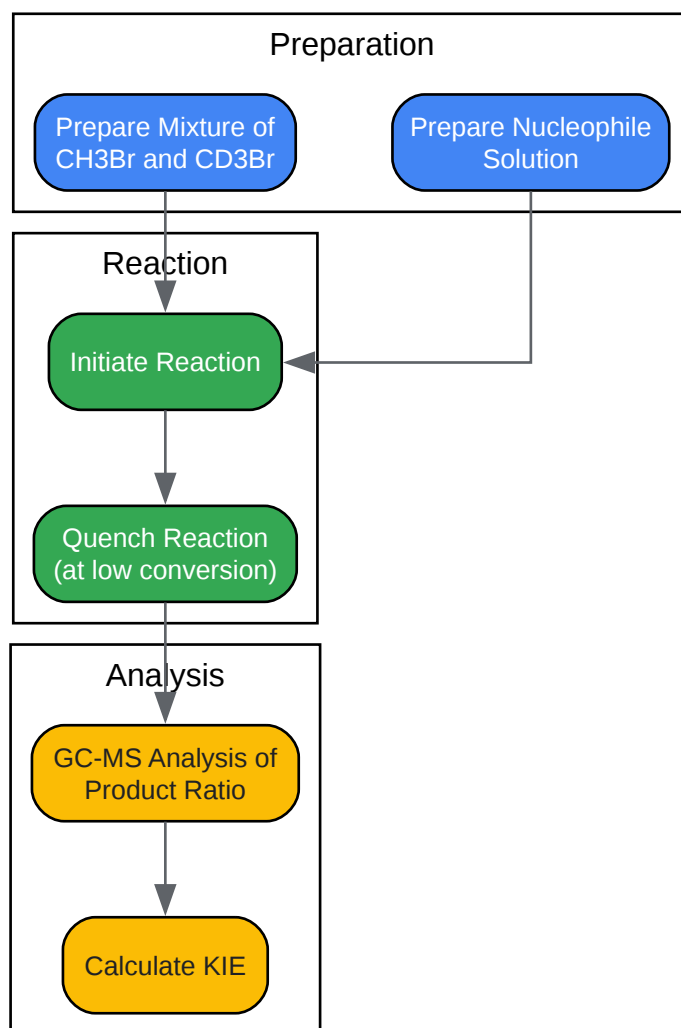 Preparation
Prepare Mixture of
CH3Br and CD3Br
Prepare Nucleophile
Solution
Reaction
Initiate Reaction
Quench Reaction
(at low conversion)
Analysis
GC-MS Analysis of
Product Ratio
Calculate KIE